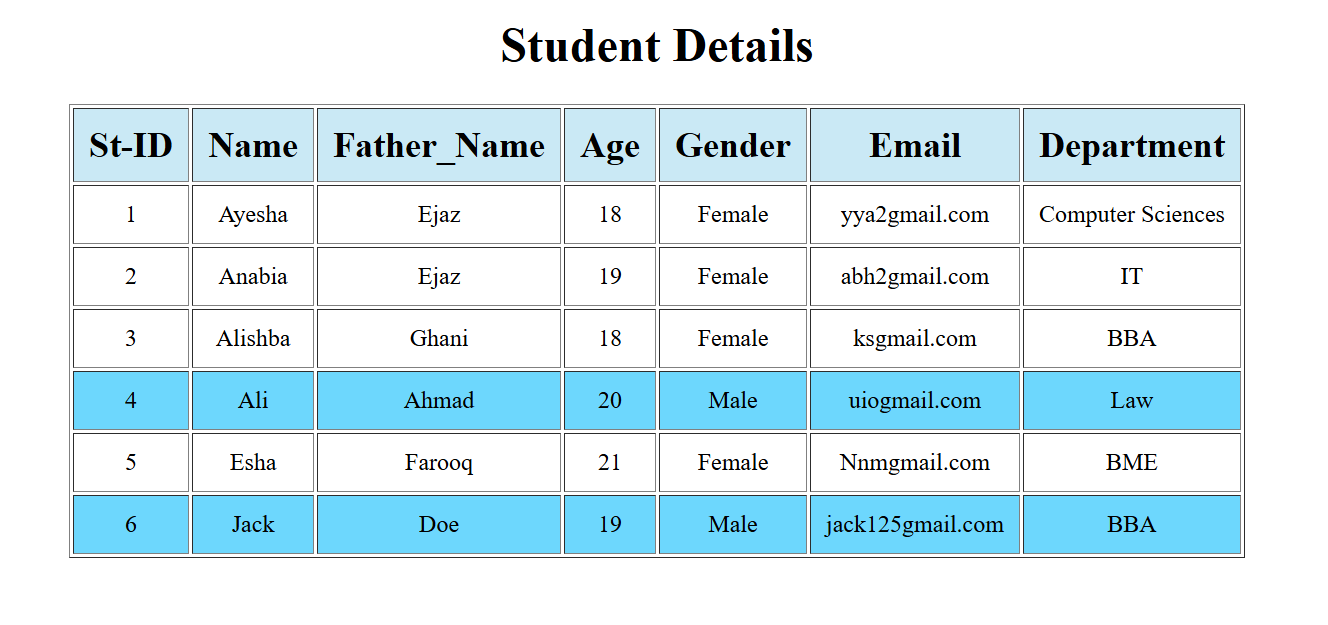 Student Details
St-ID Name Father_Name Age Gender Email Department
1 Ayesha Ejaz 18 Female yya2gmail.com Computer Sciences
2 Anabia Ejaz 19 Female abh2gmail.com IT
3 Alishba Ghani 18 Female ksgmail.com BBA
4 Ali Ahmad 20 Male uiogmail.com Law
5 Esha Farooq 21 Female Nnmgmail.com BME
6 Jack Doe 19 Male jack125gmail.com BBA